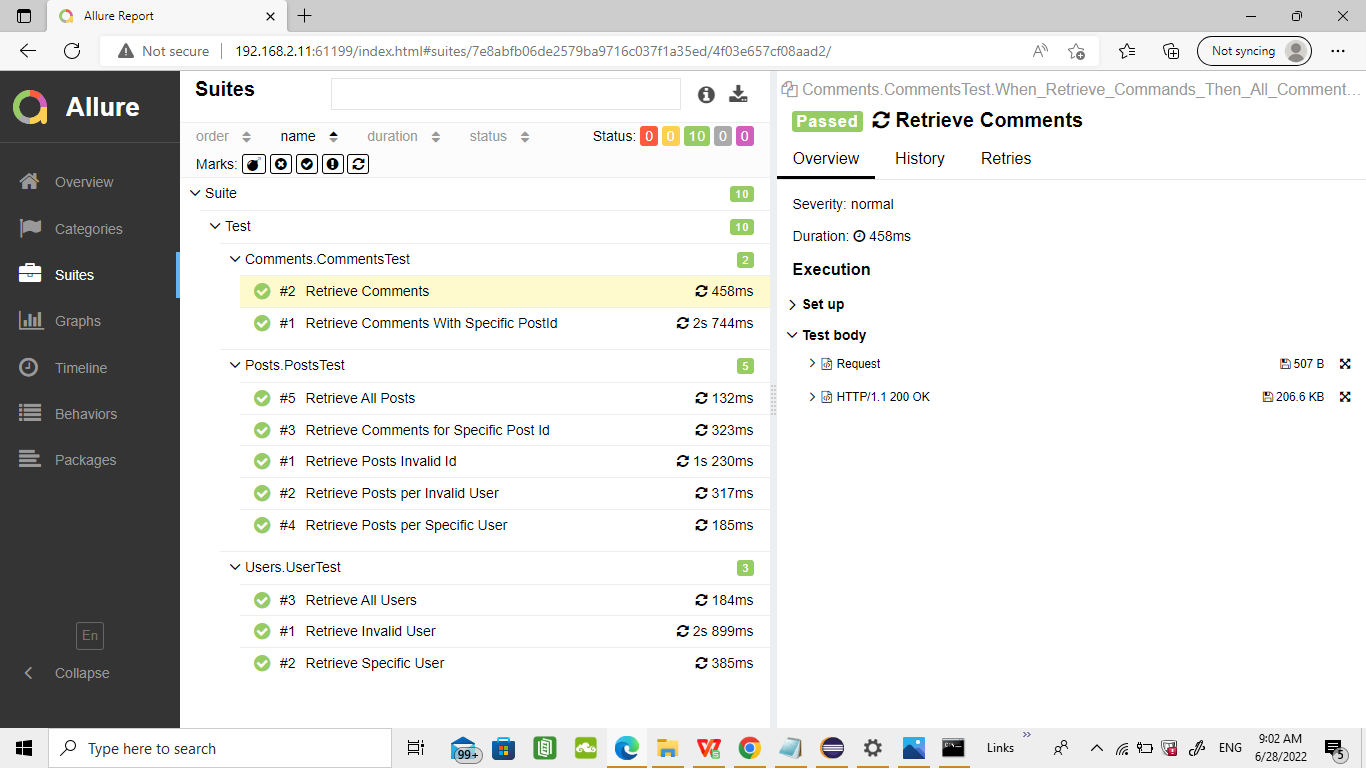 Allure Report
Not secure 192.168.2.11:61199/index.html#suites/7e8abfb06de2579ba9716c037f1a35ed/4f03e657cf08aad2/
Not syncing
Allure
Overview
Categories
Suites
Graphs
Timeline
Behaviors
Packages
En
Collapse
Suites
order name duration status Status: 0 0 10 0 0
Marks:
Suite 10
Test 10
Comments.CommentsTest 2
#2 Retrieve Comments 458ms
#1 Retrieve Comments With Specific PostId 2s 744ms
Posts.PostsTest 5
#5 Retrieve All Posts 132ms
#3 Retrieve Comments for Specific Post Id 323ms
#1 Retrieve Posts Invalid Id 1s 230ms
#2 Retrieve Posts per Invalid User 317ms
#4 Retrieve Posts per Specific User 185ms
Users.UserTest 3
#3 Retrieve All Users 184ms
#1 Retrieve Invalid User 2s 899ms
#2 Retrieve Specific User 385ms
Comments.CommentsTest.When_Retrieve_Commands_Then_All_Comment...
Passed Retrieve Comments
Overview History Retries
Severity: normal
Duration: 458ms
Execution
Set up
Test body
Request 507 B
HTTP/1.1 200 OK 206.6 KB
Type here to search
99+
Links
ENG
9:02 AM
6/28/2022
5